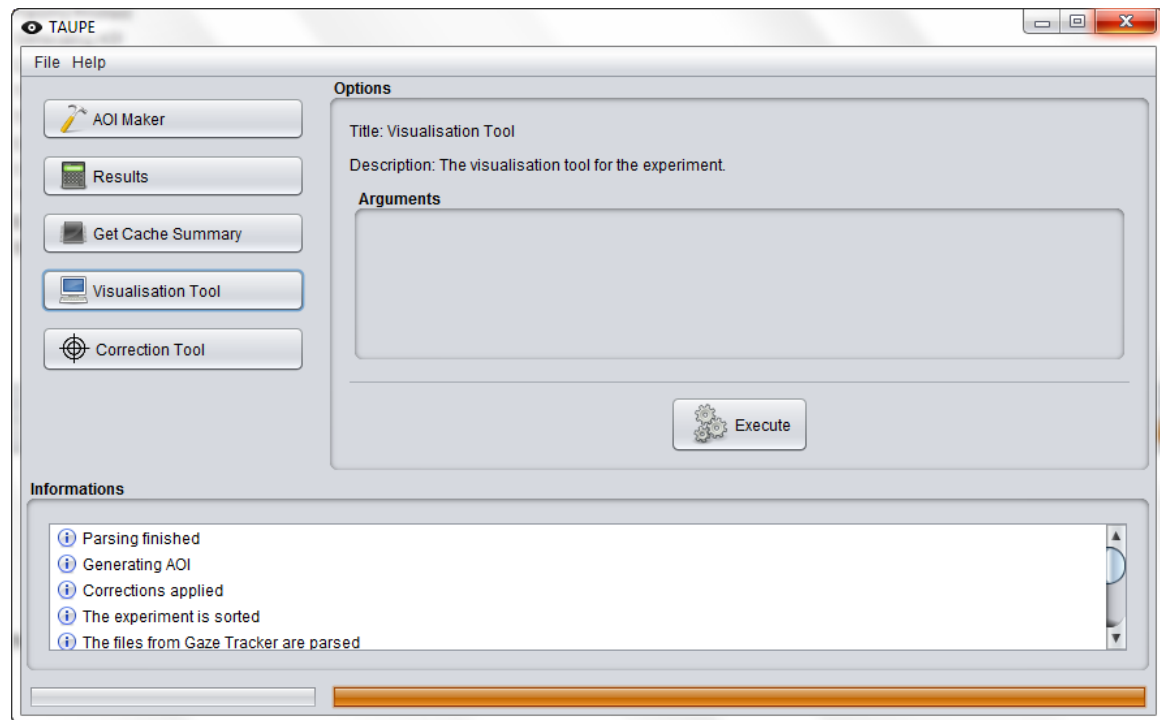 TAUPE
File Help
AOI Maker
Results
Get Cache Summary
Visualisation Tool
Correction Tool
Options
Title: Visualisation Tool
Description: The visualisation tool for the experiment.
Arguments
Execute
Informations
Parsing finished
Generating AOI
Corrections applied
The experiment is sorted
The files from Gaze Tracker are parsed